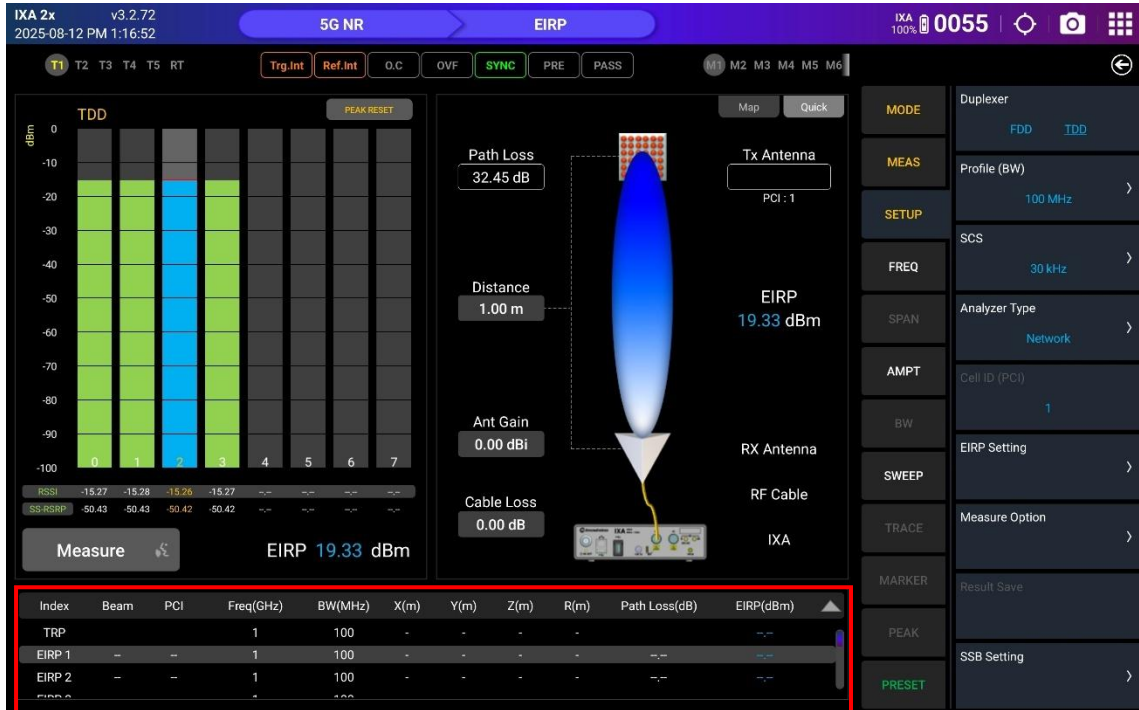 IXA 2x v3.2.72
2025-08-12 PM 1:16:52
5G NR EIRP
IXA 100% 0055
T1 T2 T3 T4 T5 RT
Trg.Int Ref.Int O.C OVF SYNC PRE PASS
M1 M2 M3 M4 M5 M6
TDD PEAK RESET
dBm
0
-10
-20
-30
-40
-50
-60
-70
-80
-90
-100
0 1 2 3 4 5 6 7
RSSI -15.27 -15.28 -15.26 -15.27 --.-- --.-- --.-- --.--
SS-RSRP -50.43 -50.43 -50.42 -50.42 --.-- --.-- --.-- --.--
Measure EIRP 19.33 dBm
Map Quick
Path Loss
32.45 dB
Tx Antenna
PCI : 1
Distance
1.00 m
EIRP
19.33 dBm
Ant Gain
0.00 dBi
RX Antenna
Cable Loss
0.00 dB
RF Cable
IXA
IXA
Index Beam PCI Freq(GHz) BW(MHz) X(m) Y(m) Z(m) R(m) Path Loss(dB) EIRP(dBm)
TRP 1 100 - - - - --.--
EIRP 1 -- -- 1 100 - - - - --.-- --.--
EIRP 2 -- -- 1 100 - - - - --.-- --.--
MODE
MEAS
SETUP
FREQ
SPAN
AMPT
BW
SWEEP
TRACE
MARKER
PEAK
PRESET
Duplexer
FDD TDD
Profile (BW)
100 MHz
SCS
30 kHz
Analyzer Type
Network
Cell ID (PCI)
1
EIRP Setting
Measure Option
Result Save
SSB Setting